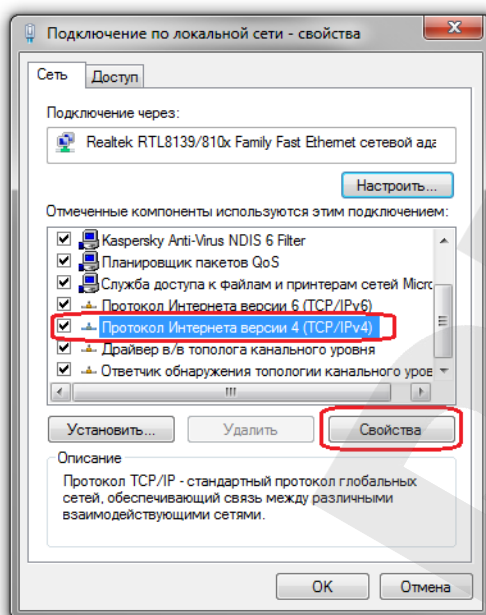 Подключение по локальной сети - свойства
Сеть
Доступ
Подключение через:
Realtek RTL8139/810x Family Fast Ethernet сетевой ада
Настроить...
Отмеченные компоненты используются этим подключением:
Kaspersky Anti-Virus NDIS 6 Filter
Планировщик пакетов QoS
Служба доступа к файлам и принтерам сетей Micro
Протокол Интернета версии 6 (TCP/IPv6)
Протокол Интернета версии 4 (TCP/IPv4)
Драйвер в/в тополога канального уровня
Ответчик обнаружения топологии канального уров
Установить...
Удалить
Свойства
Описание
Протокол TCP/IP - стандартный протокол глобальных
сетей, обеспечивающий связь между различными
взаимодействующими сетями.
OK
Отмена